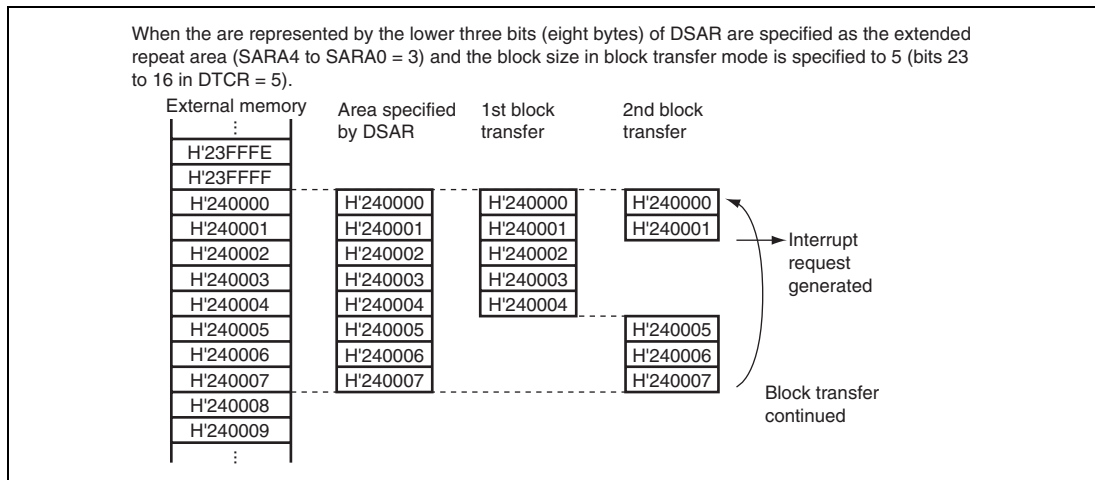 When the are represented by the lower three bits (eight bytes) of DSAR are specified as the extended
repeat area (SARA4 to SARA0 = 3) and the block size in block transfer mode is specified to 5 (bits 23
to 16 in DTCR = 5).
External memory
⋮
H'23FFFE
H'23FFFF
H'240000
H'240001
H'240002
H'240003
H'240004
H'240005
H'240006
H'240007
H'240008
H'240009
⋮
Area specified
by DSAR
H'240000
H'240001
H'240002
H'240003
H'240004
H'240005
H'240006
H'240007
1st block
transfer
H'240000
H'240001
H'240002
H'240003
H'240004
2nd block
transfer
H'240000
H'240001
H'240005
H'240006
H'240007
Interrupt
request
generated
Block transfer
continued